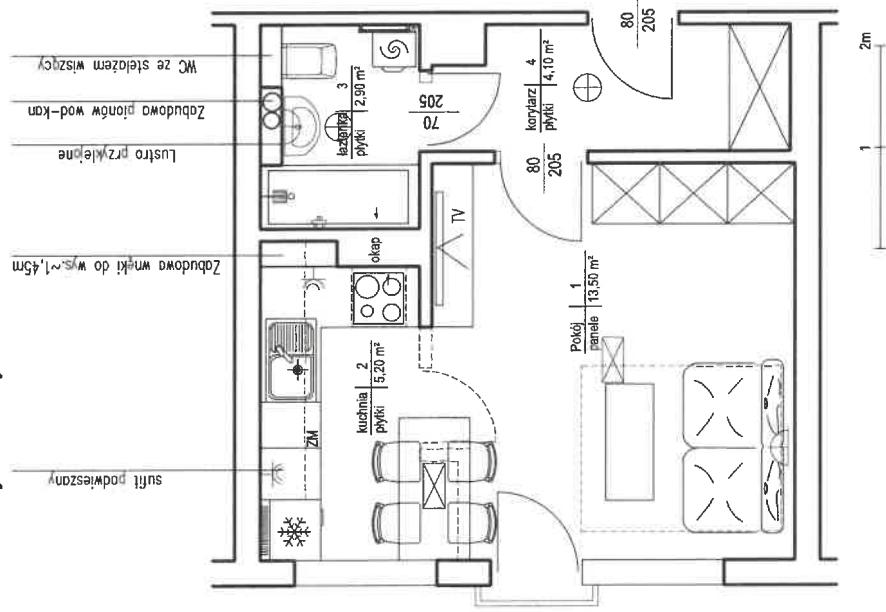 WC ze stelażem wiszący
Zabudowa pionów wod-kan
Lustro przyklejone
Zabudowa wnęki do wys.~1,45m
sufit podwieszany
80
205
3
łazienka 2,90 m²
płytki
70
205
4
korytarz 4,10 m²
płytki
80
205
TV
okap
ZM
kuchnia 2
płytki 5,20 m²
Pokój 1
panele 13,50 m²
1
2m